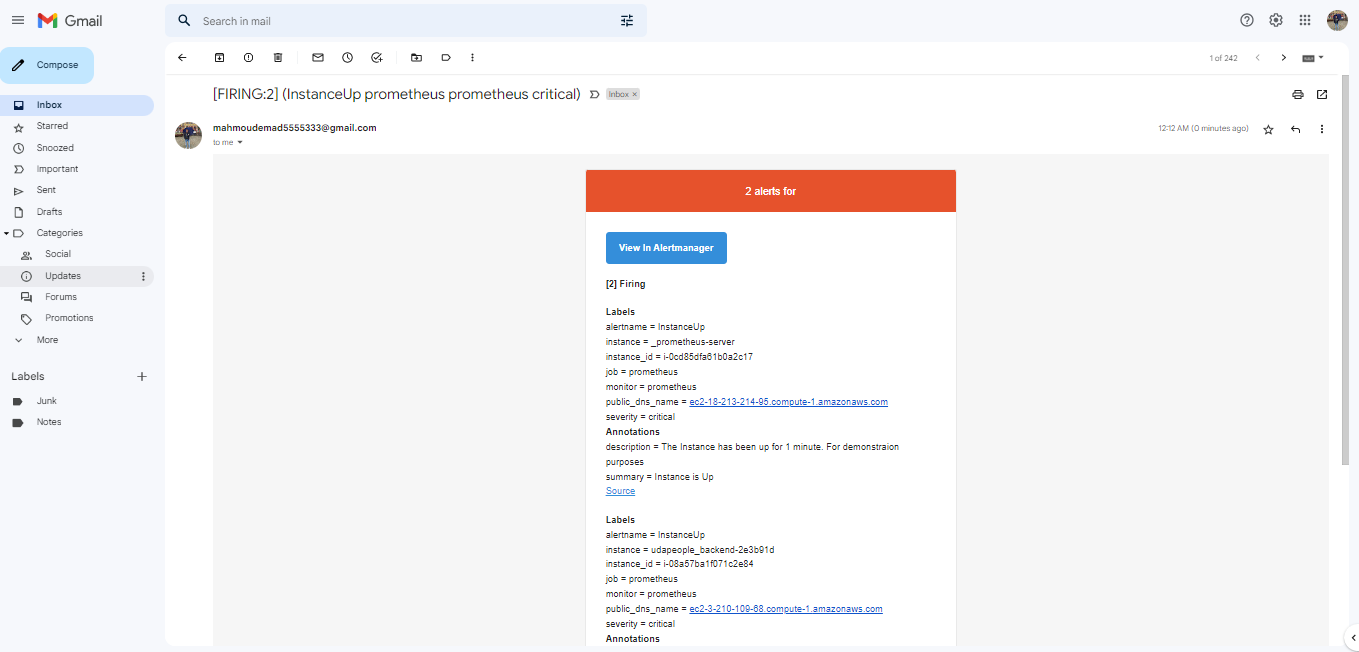 Gmail
Search in mail
Compose
1 of 242
Inbox
Starred
Snoozed
Important
Sent
Drafts
Categories
Social
Updates
Forums
Promotions
More
Labels
Junk
Notes
[FIRING:2] (InstanceUp prometheus prometheus critical)
Inbox ×
mahmoudemad5555333@gmail.com
12:12 AM (0 minutes ago)
to me
2 alerts for
View In Alertmanager
[2] Firing
Labels
alertname = InstanceUp
instance = _prometheus-server
instance_id = i-0cd85dfa61b0a2c17
job = prometheus
monitor = prometheus
public_dns_name = ec2-18-213-214-95.compute-1.amazonaws.com
severity = critical
Annotations
description = The Instance has been up for 1 minute. For demonstraion
purposes
summary = Instance is Up
Source
Labels
alertname = InstanceUp
instance = udapeople_backend-2e3b91d
instance_id = i-08a57ba1f071c2e84
job = prometheus
monitor = prometheus
public_dns_name = ec2-3-210-109-68.compute-1.amazonaws.com
severity = critical
Annotations